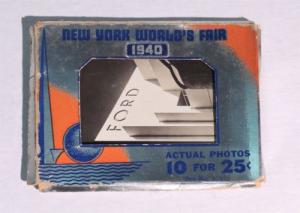 NEW YORK WORLD'S FAIR
1940
FORD
ACTUAL PHOTOS
10 FOR 25¢